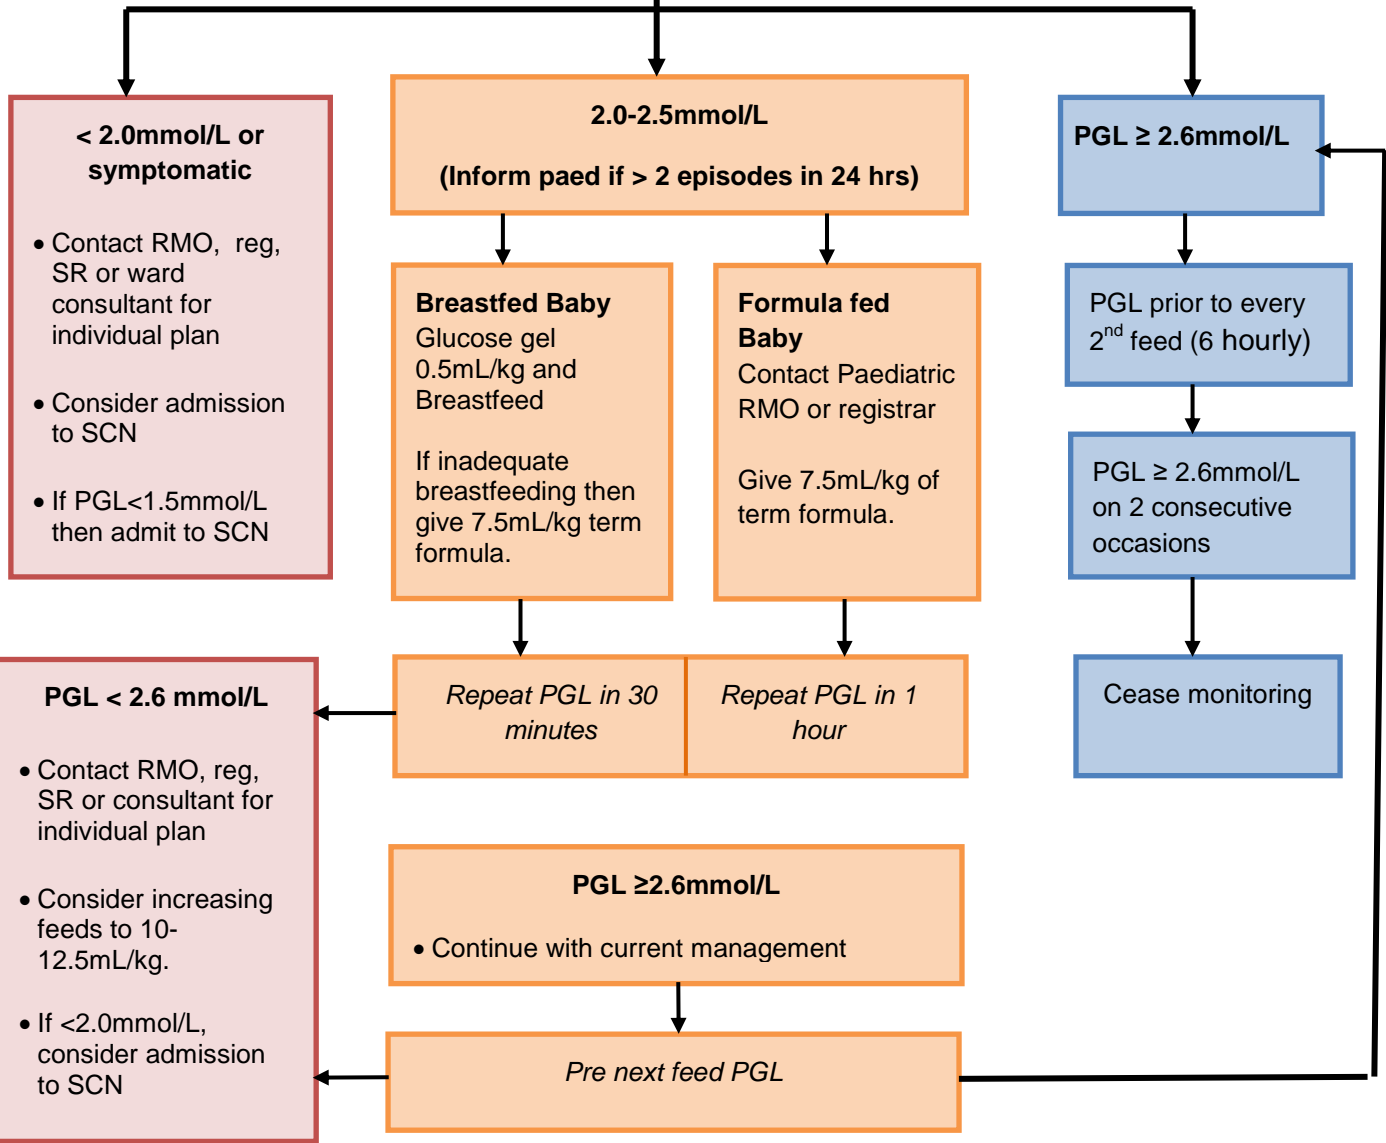 < 2.0mmol/L or
symptomatic
• Contact RMO, reg,
SR or ward
consultant for
individual plan
• Consider admission
to SCN
• If PGL<1.5mmol/L
then admit to SCN
2.0-2.5mmol/L
(Inform paed if > 2 episodes in 24 hrs)
Breastfed Baby
Glucose gel
0.5mL/kg and
Breastfeed
If inadequate
breastfeeding then
give 7.5mL/kg term
formula.
Formula fed
Baby
Contact Paediatric
RMO or registrar
Give 7.5mL/kg of
term formula.
PGL ≥ 2.6mmol/L
PGL prior to every
2nd feed (6 hourly)
PGL ≥ 2.6mmol/L
on 2 consecutive
occasions
Cease monitoring
Repeat PGL in 30
minutes
Repeat PGL in 1
hour
PGL < 2.6 mmol/L
• Contact RMO, reg,
SR or consultant for
individual plan
• Consider increasing
feeds to 10-
12.5mL/kg.
• If <2.0mmol/L,
consider admission
to SCN
PGL ≥2.6mmol/L
• Continue with current management
Pre next feed PGL